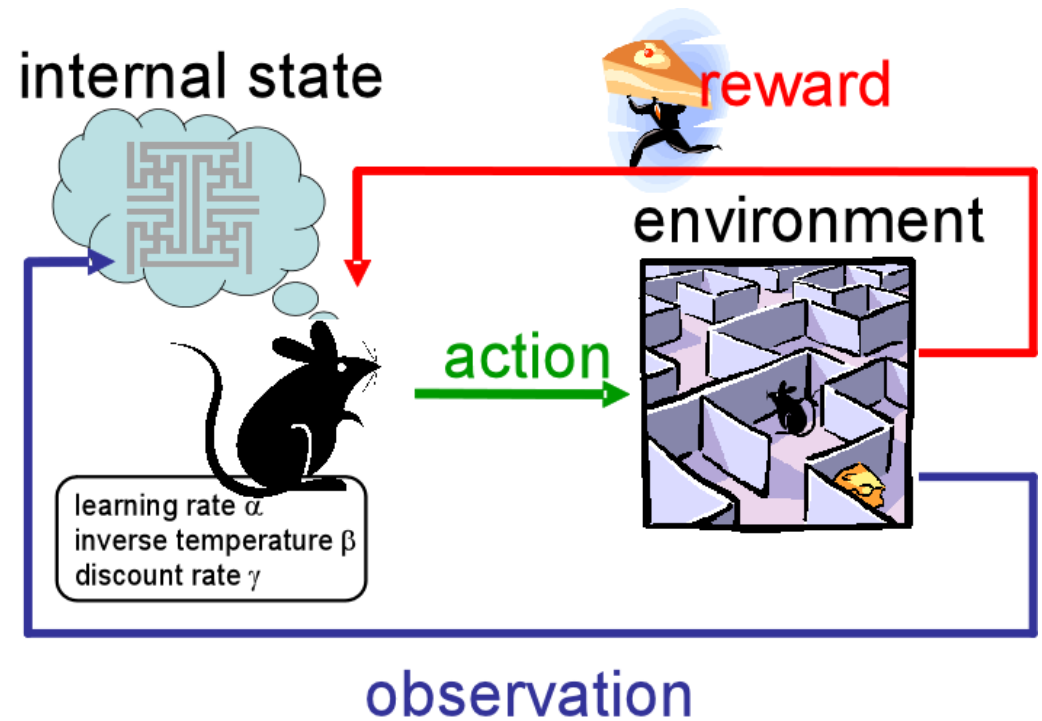 internal state
reward
environment
action
learning rate α
inverse temperature β
discount rate γ
observation